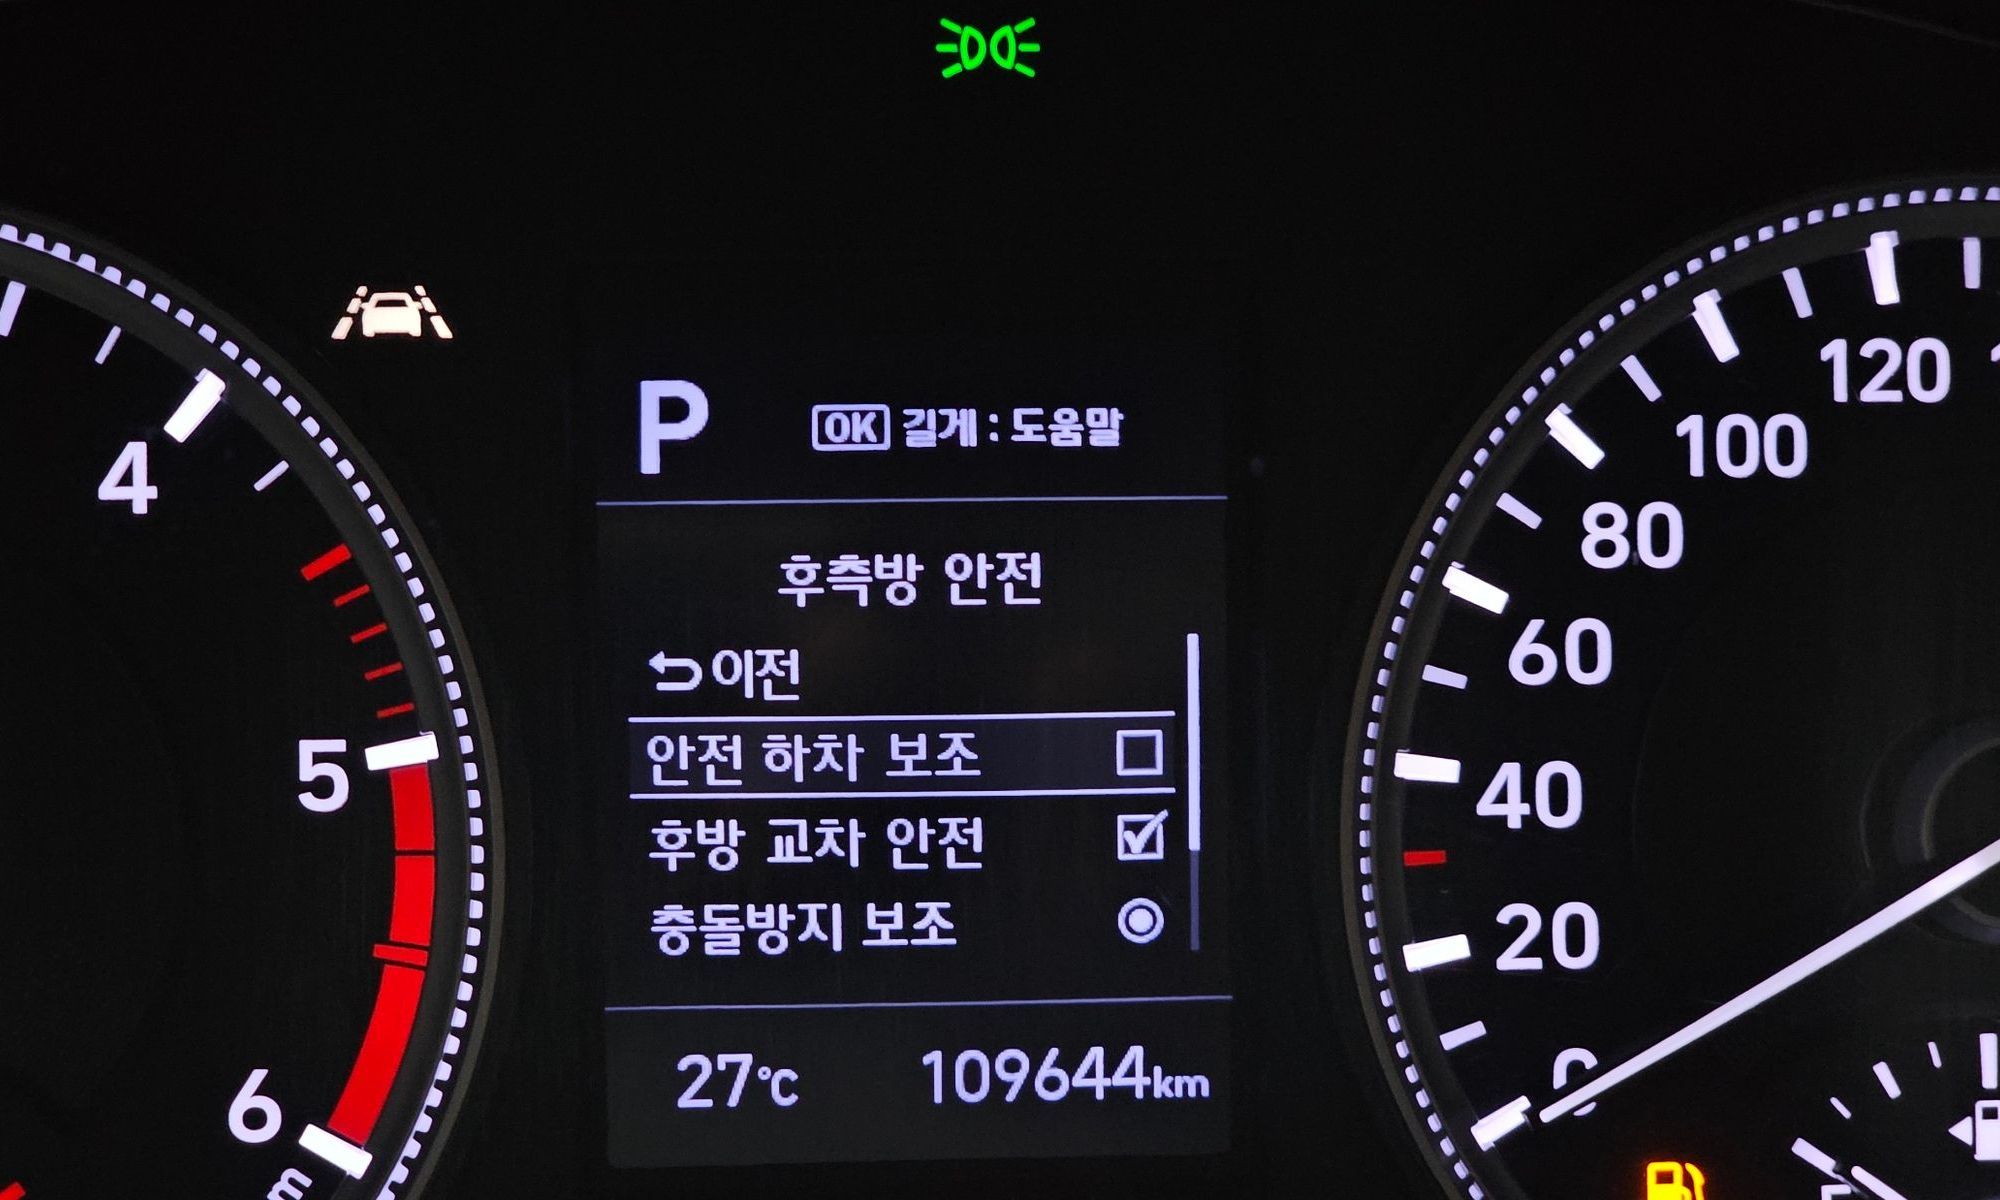 P
OK 길게 : 도움말
후측방 안전
이전
안전 하차 보조
후방 교차 안전
충돌방지 보조
27℃ 109644km
4
5
6
120
100
80
60
40
20
0